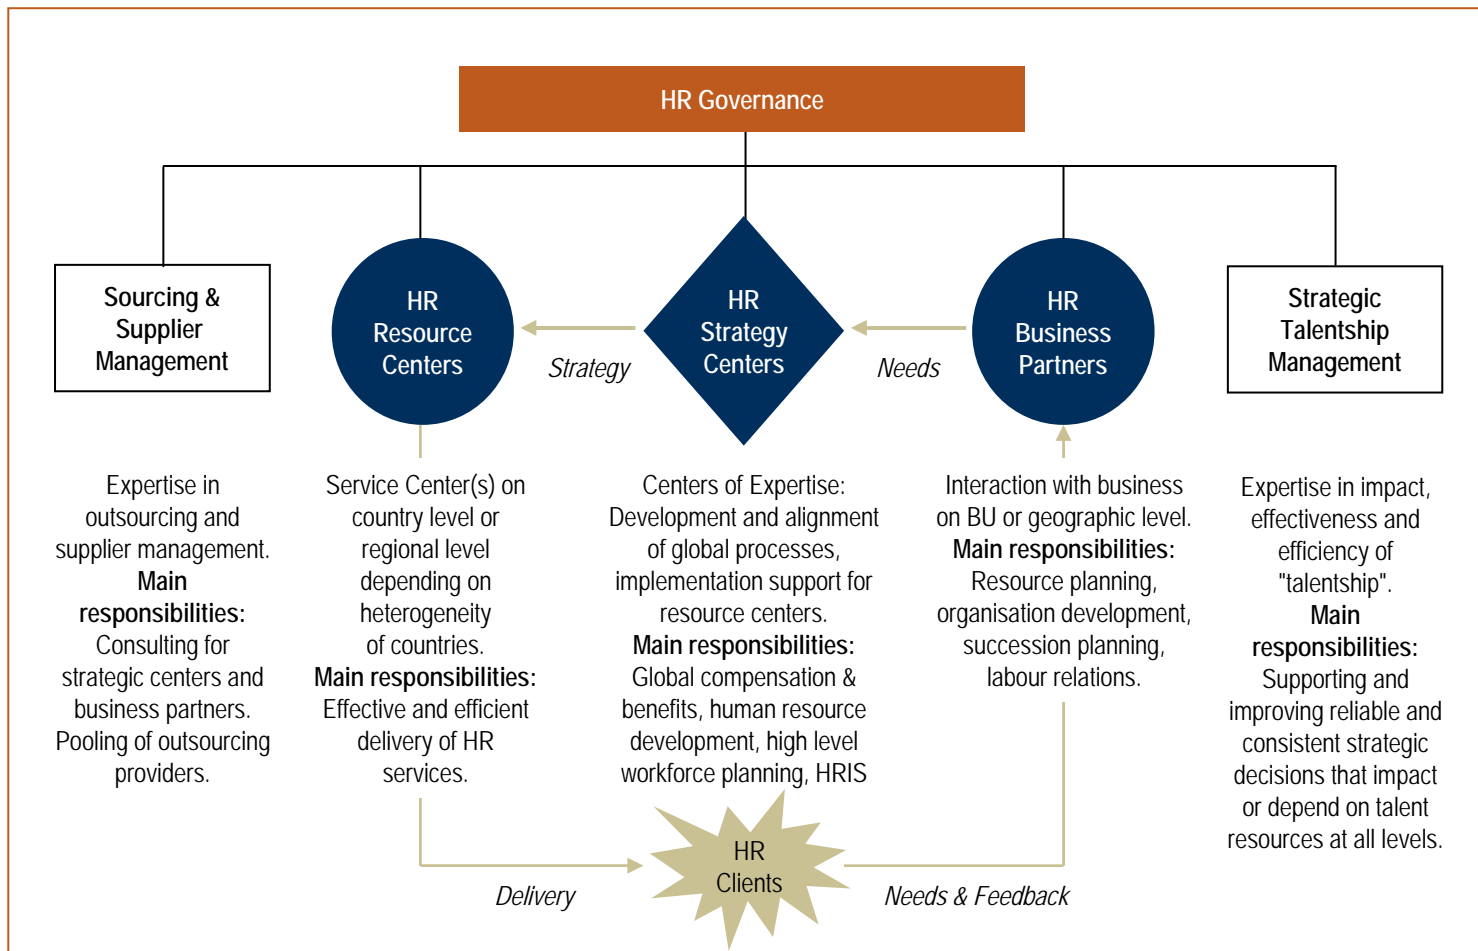 HR Governance
Sourcing &
Supplier
Management
HR
Resource
Centers
Strategy
HR
Strategy
Centers
Needs
HR
Business
Partners
Strategic
Talentship
Management
Expertise in
outsourcing and
supplier management.
Main
responsibilities:
Consulting for
strategic centers and
business partners.
Pooling of outsourcing
providers.
Service Center(s) on
country level or
regional level
depending on
heterogeneity
of countries.
Main responsibilities:
Effective and efficient
delivery of HR
services.
Centers of Expertise:
Development and alignment
of global processes,
implementation support for
resource centers.
Main responsibilities:
Global compensation &
benefits, human resource
development, high level
workforce planning, HRIS
Interaction with business
on BU or geographic level.
Main responsibilities:
Resource planning,
organisation development,
succession planning,
labour relations.
Expertise in impact,
effectiveness and
efficiency of
"talentship".
Main
responsibilities:
Supporting and
improving reliable and
consistent strategic
decisions that impact
or depend on talent
resources at all levels.
Delivery
HR
Clients
Needs & Feedback